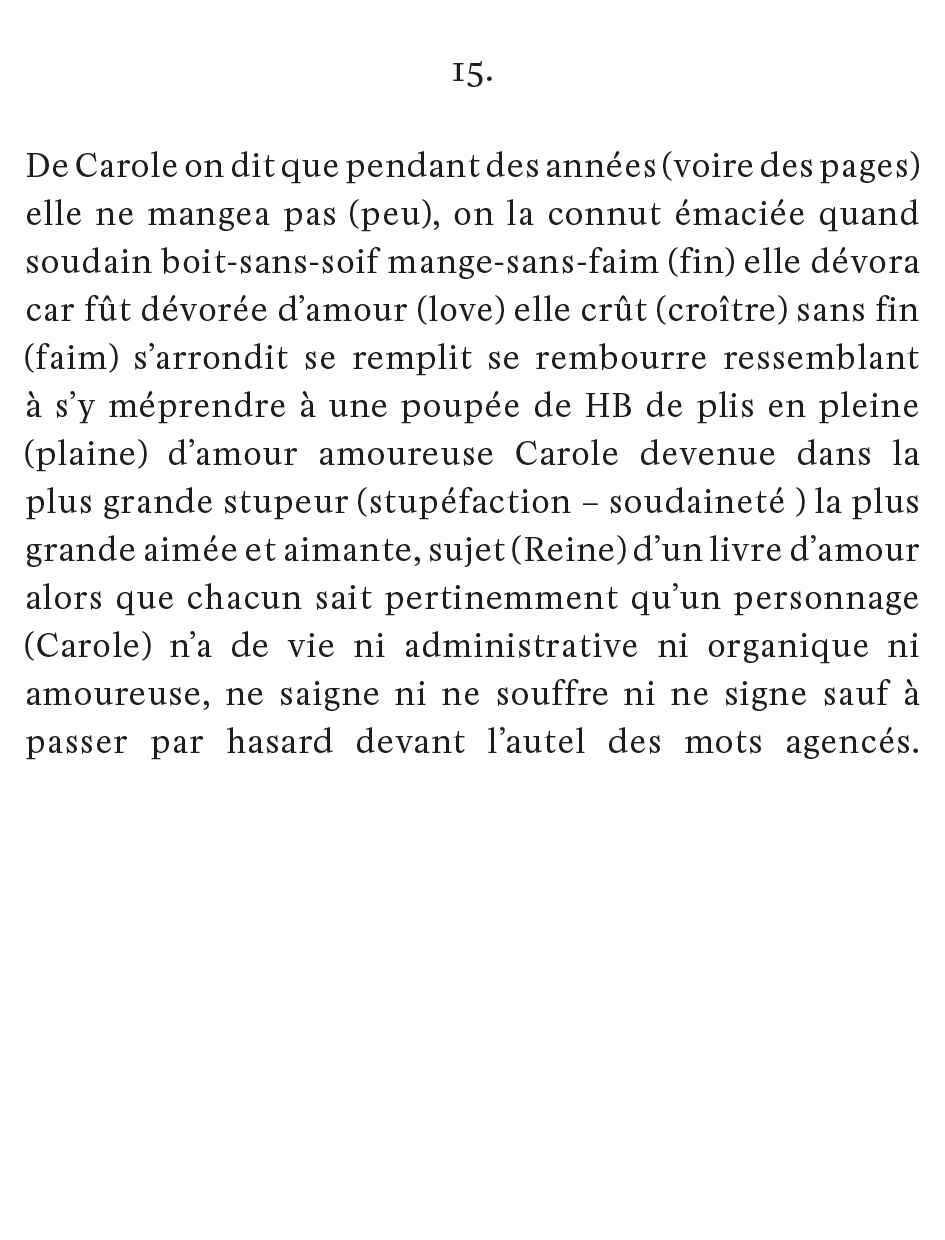 15.
De Carole on dit que pendant des années (voire des pages)
elle ne mangea pas (peu), on la connut émaciée quand
soudain boit-sans-soif mange-sans-faim (fin) elle dévora
car fût dévorée d’amour (love) elle crût (croître) sans fin
(faim) s’arrondit se remplit se rembourre ressemblant
à s’y méprendre à une poupée de HB de plis en pleine
(plaine) d’amour amoureuse Carole devenue dans la
plus grande stupeur (stupéfaction – soudaineté ) la plus
grande aimée et aimante, sujet (Reine) d’un livre d’amour
alors que chacun sait pertinemment qu’un personnage
(Carole) n’a de vie ni administrative ni organique ni
amoureuse, ne saigne ni ne souffre ni ne signe sauf à
passer par hasard devant l’autel des mots agencés.